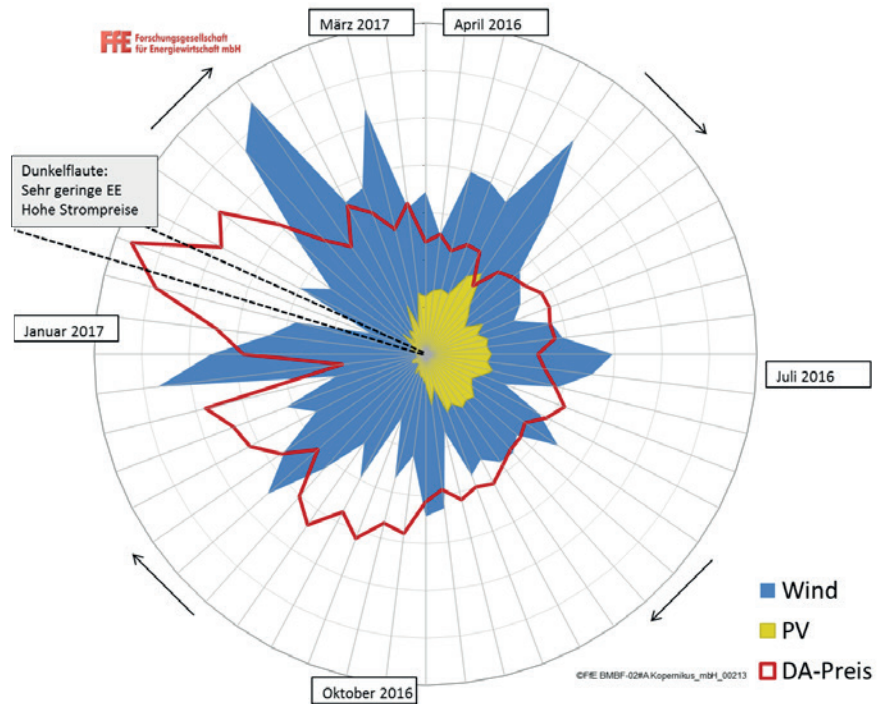 März 2017
April 2016
FfE Forschungsgesellschaft
für Energiewirtschaft mbH
Dunkelflaute:
Sehr geringe EE
Hohe Strompreise
Januar 2017
Juli 2016
Wind
PV
©FfE BMBF-02#A Kopernikus_mbH_00213
DA-Preis
Oktober 2016